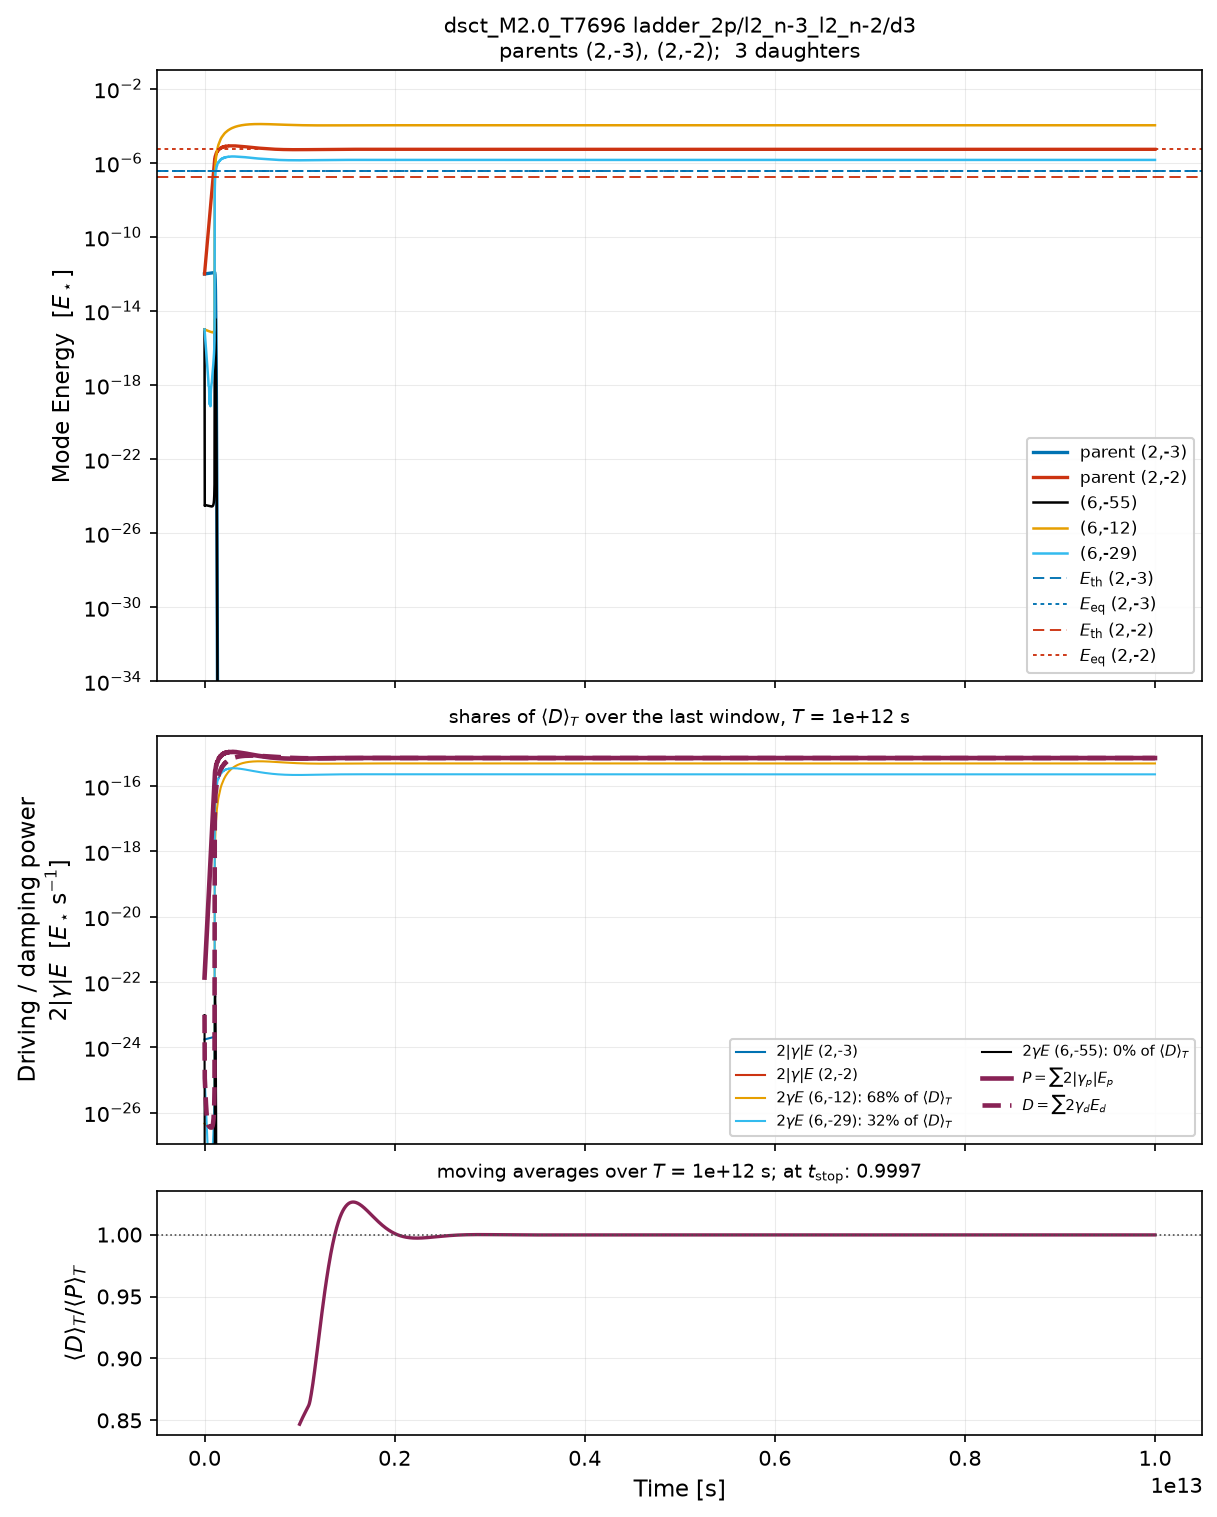 dsct_M2.0_T7696 ladder_2p/l2_n-3_l2_n-2/d3
parents (2,-3), (2,-2);  3 daughters
Mode Energy [E⋆]
10⁻²
10⁻⁶
10⁻¹⁰
10⁻¹⁴
10⁻¹⁸
10⁻²²
10⁻²⁶
10⁻³⁰
10⁻³⁴
parent (2,-3)
parent (2,-2)
(6,-55)
(6,-12)
(6,-29)
E_th (2,-3)
E_eq (2,-3)
E_th (2,-2)
E_eq (2,-2)
shares of ⟨D⟩_T over the last window, T = 1e+12 s
Driving / damping power
2|γ|E [E⋆ s⁻¹]
10⁻¹⁶
10⁻¹⁸
10⁻²⁰
10⁻²²
10⁻²⁴
10⁻²⁶
2|γ|E (2,-3)
2|γ|E (2,-2)
2γE (6,-12): 68% of ⟨D⟩_T
2γE (6,-29): 32% of ⟨D⟩_T
2γE (6,-55): 0% of ⟨D⟩_T
P = ∑2|γ_p|E_p
D = ∑2γ_dE_d
moving averages over T = 1e+12 s; at t_stop: 0.9997
⟨D⟩_T/⟨P⟩_T
1.00
0.95
0.90
0.85
0.0 0.2 0.4 0.6 0.8 1.0
1e13
Time [s]